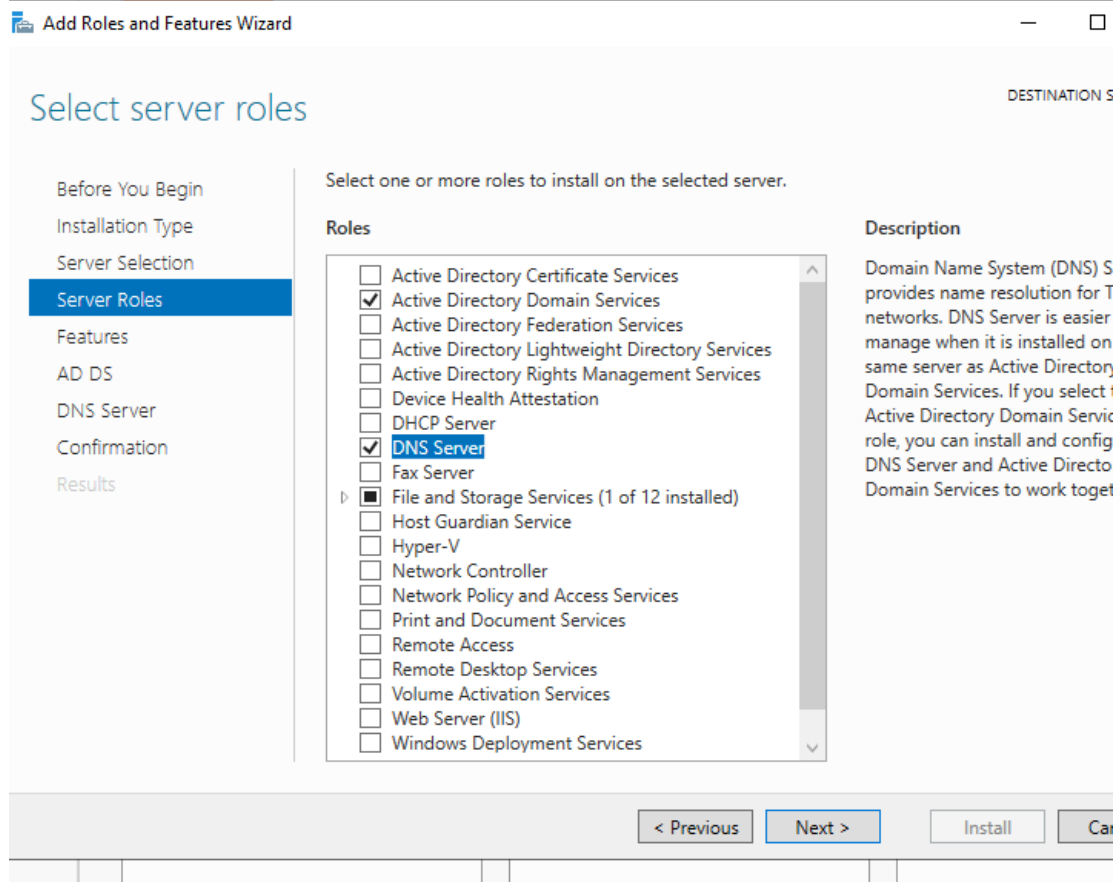 Add Roles and Features Wizard
Select server roles
DESTINATION S
Before You Begin
Installation Type
Server Selection
Server Roles
Features
AD DS
DNS Server
Confirmation
Results
Select one or more roles to install on the selected server.
Roles
Active Directory Certificate Services
Active Directory Domain Services
Active Directory Federation Services
Active Directory Lightweight Directory Services
Active Directory Rights Management Services
Device Health Attestation
DHCP Server
DNS Server
Fax Server
File and Storage Services (1 of 12 installed)
Host Guardian Service
Hyper-V
Network Controller
Network Policy and Access Services
Print and Document Services
Remote Access
Remote Desktop Services
Volume Activation Services
Web Server (IIS)
Windows Deployment Services
Description
Domain Name System (DNS) S
provides name resolution for T
networks. DNS Server is easier
manage when it is installed on
same server as Active Directory
Domain Services. If you select t
Active Directory Domain Servic
role, you can install and config
DNS Server and Active Directo
Domain Services to work toget
< Previous
Next >
Install
Can